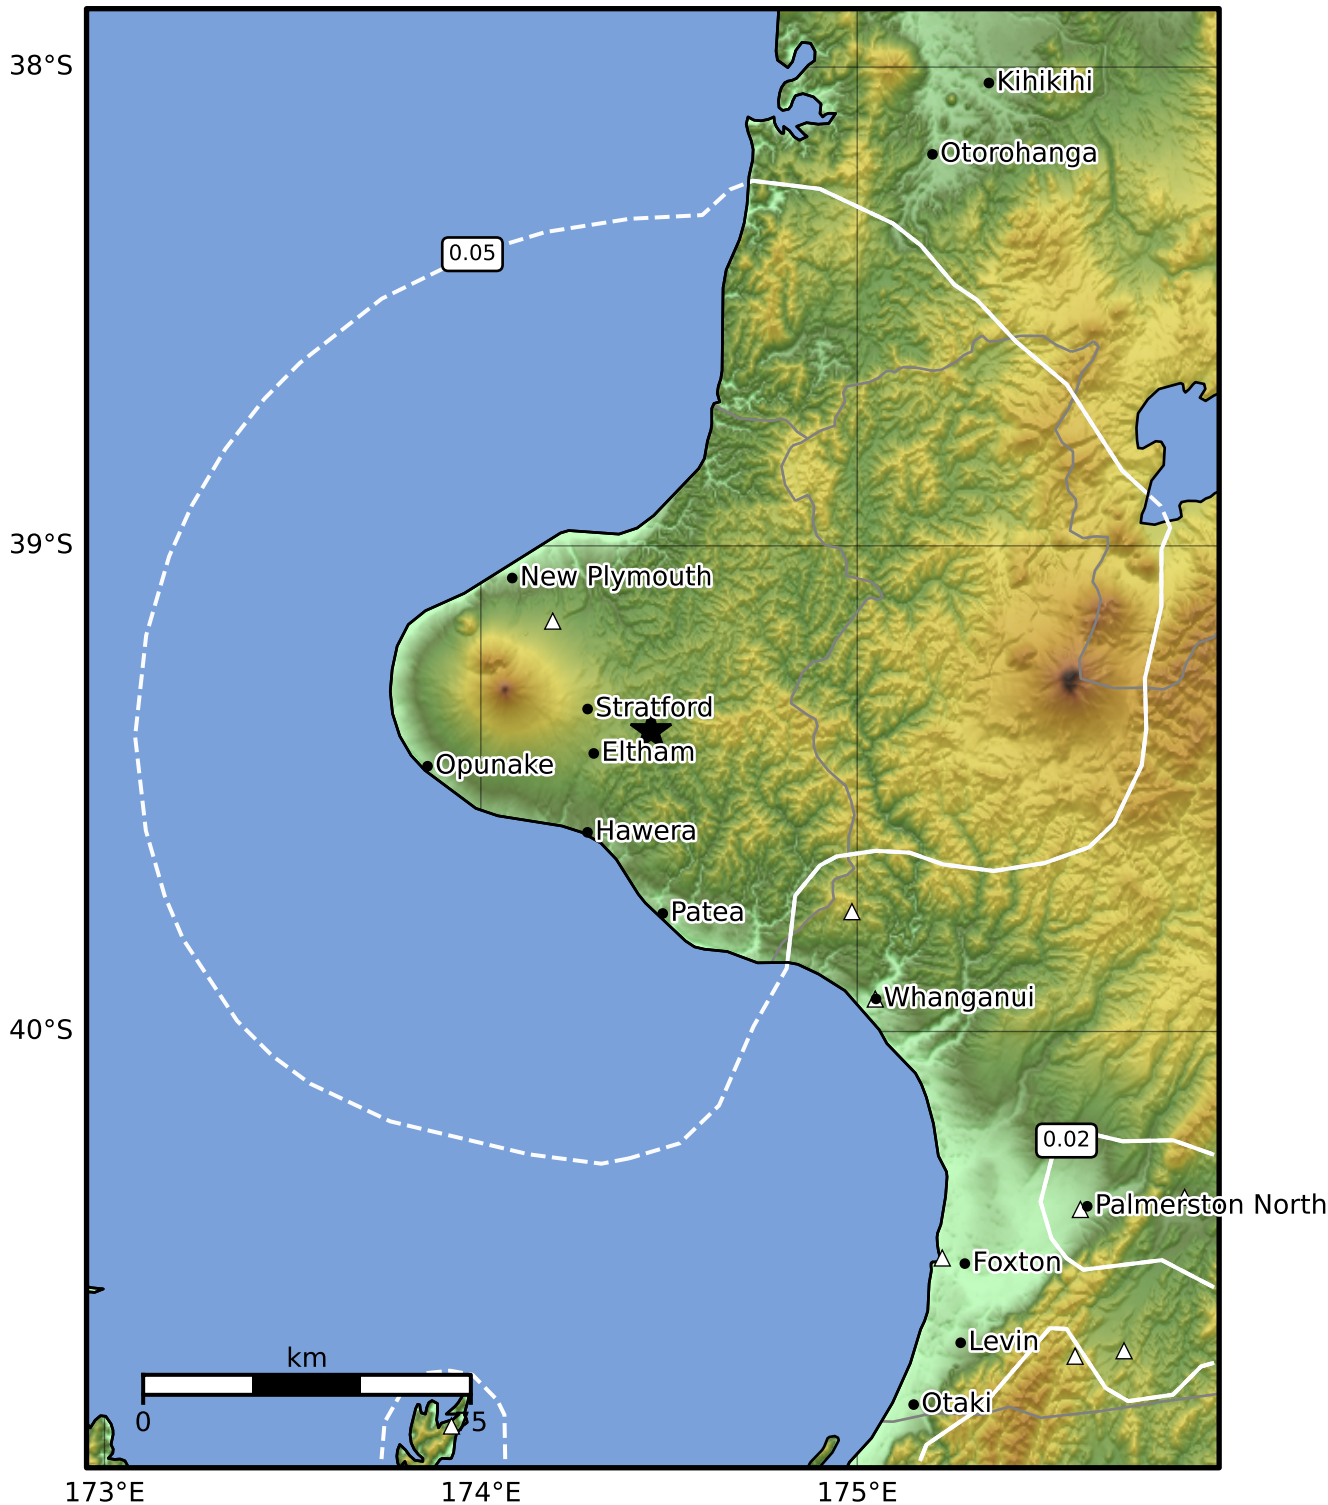 38°S
Kihikihi
Otorohanga
0.05
39°S
New Plymouth
Stratford
Eltham
Opunake
Hawera
Patea
Whanganui
40°S
0.02
Palmerston North
Foxton
Levin
km
Otaki
0
75
173°E
174°E
175°E